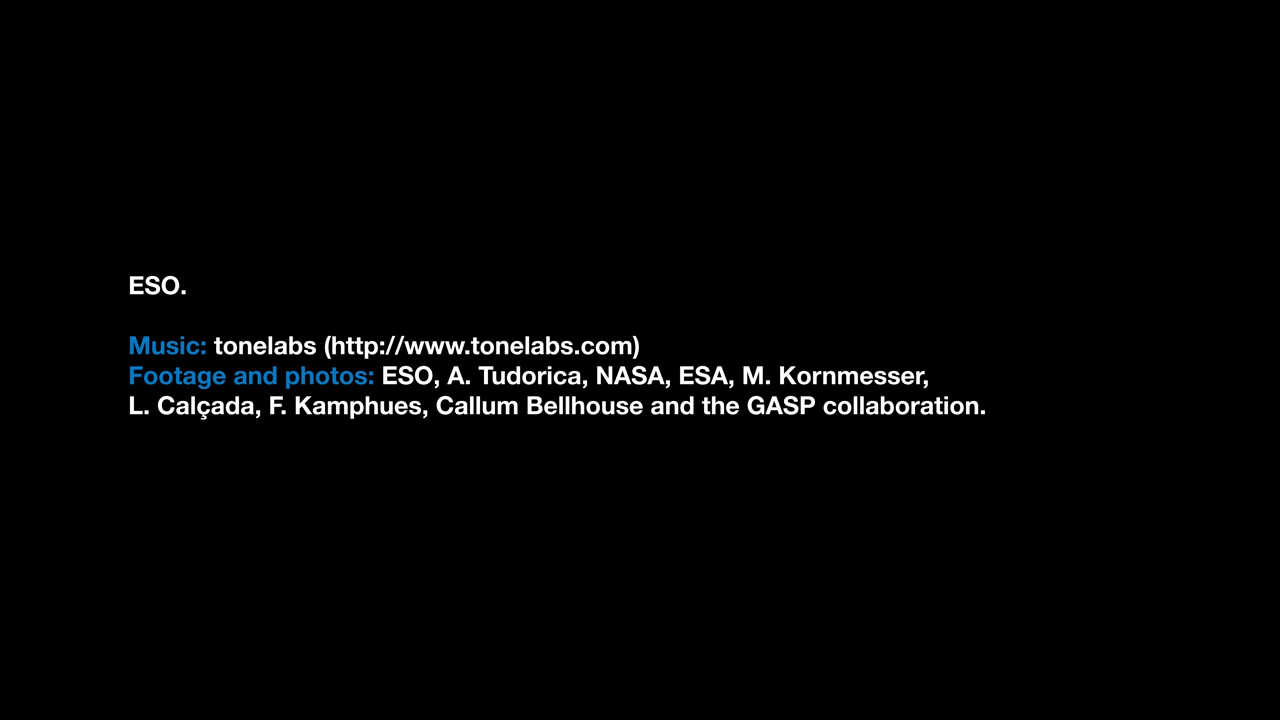 ESO.
Music: tonelabs (http://www.tonelabs.com)
Footage and photos: ESO, A. Tudorica, NASA, ESA, M. Kornmesser,
L. Calçada, F. Kamphues, Callum Bellhouse and the GASP collaboration.